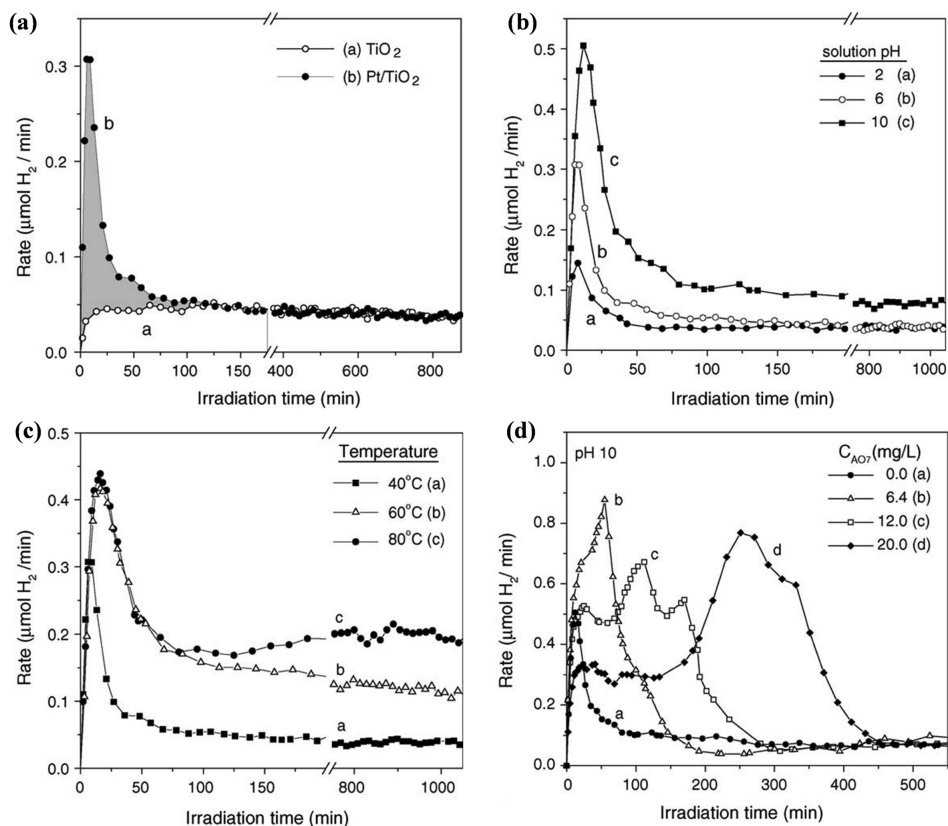 (a)
(a) TiO2
(b) Pt/TiO2
b
a
Rate (μmol H2 / min)
0.3
0.2
0.1
0.0
0 50 100 150 400 600 800
Irradiation time (min)
(b)
solution pH
2 (a)
6 (b)
10 (c)
c
b
a
Rate (μmol H2 /min)
0.5
0.4
0.3
0.2
0.1
0.0
0 50 100 150 800 1000
Irradiation time (min)
(c)
Temperature
40°C (a)
60°C (b)
80°C (c)
c
b
a
Rate (μmol H2 /min)
0.5
0.4
0.3
0.2
0.1
0.0
0 50 100 150 800 1000
Irradiation time (min)
(d)
pH 10
CAO7 (mg/L)
0.0 (a)
6.4 (b)
12.0 (c)
20.0 (d)
b
c
d
a
Rate (μmol H2/ min)
1.0
0.8
0.6
0.4
0.2
0.0
0 100 200 300 400 500
Irradiation time (min)